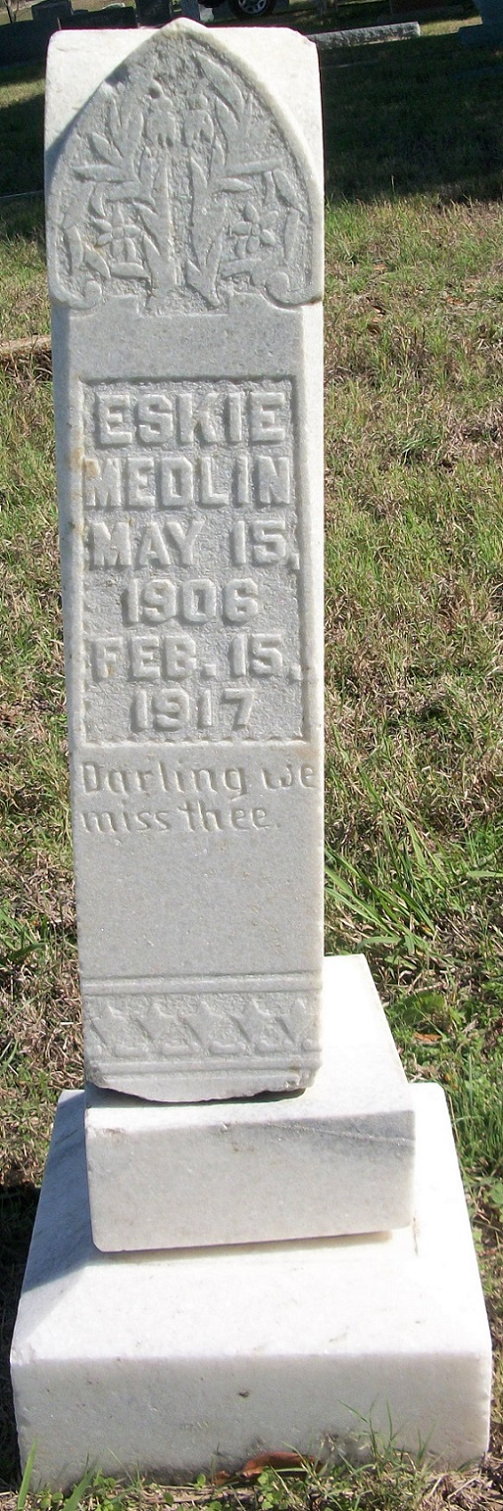 ESKIE
MEDLIN
MAY 15,
1906
FEB. 15,
1917
Darling we
miss thee.